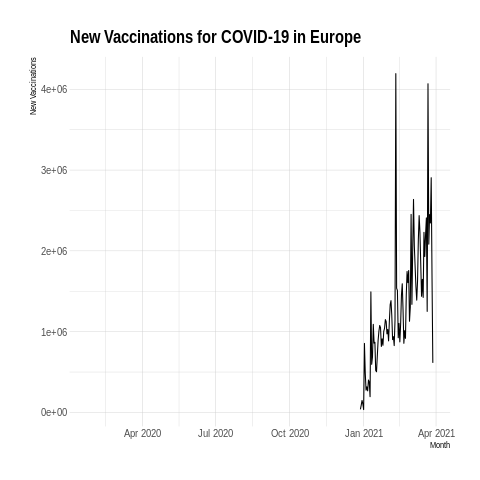 New Vaccinations for COVID-19 in Europe
New Vaccinations
4e+06
3e+06
2e+06
1e+06
0e+00
Apr 2020 Jul 2020 Oct 2020 Jan 2021 Apr 2021
Month